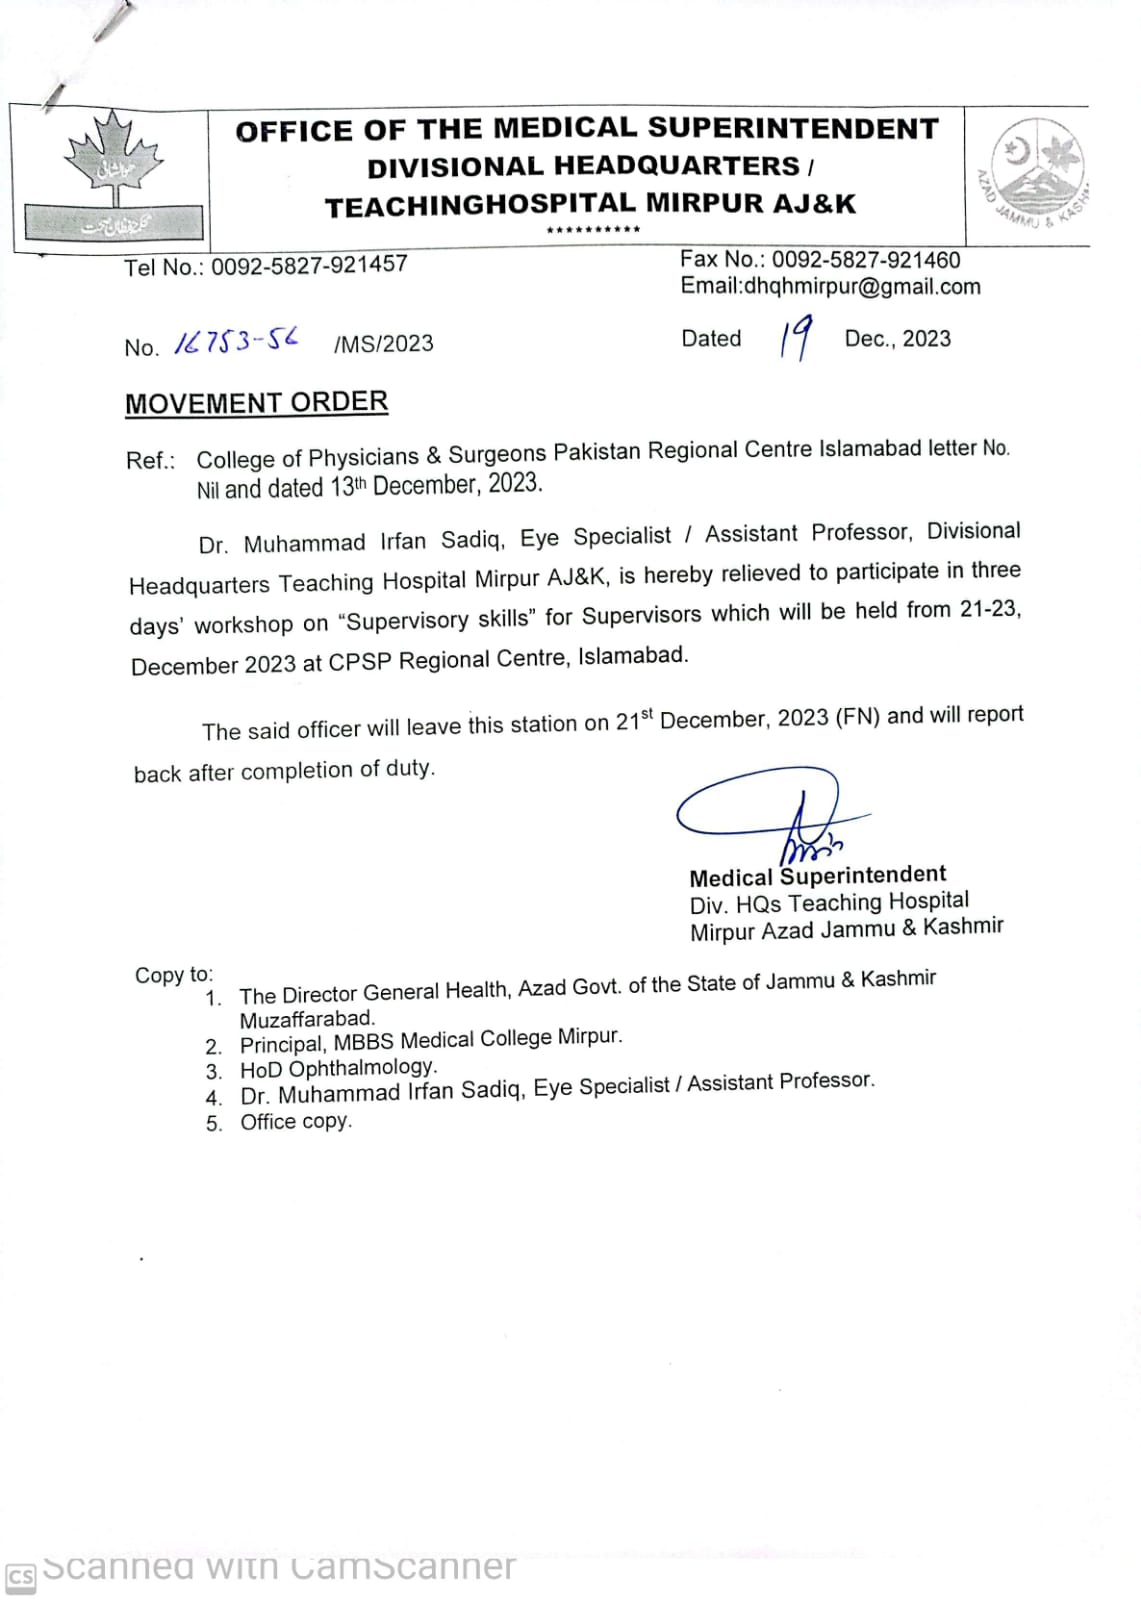 OFFICE OF THE MEDICAL SUPERINTENDENT
DIVISIONAL HEADQUARTERS /
TEACHINGHOSPITAL MIRPUR AJ&K
**********
AZAD JAMMU & KASHM
Tel No.: 0092-5827-921457
Fax No.: 0092-5827-921460
Email:dhqhmirpur@gmail.com
No. 16753-56 /MS/2023
Dated 19 Dec., 2023
MOVEMENT ORDER
Ref.: College of Physicians & Surgeons Pakistan Regional Centre Islamabad letter No.
Nil and dated 13th December, 2023.
Dr. Muhammad Irfan Sadiq, Eye Specialist / Assistant Professor, Divisional
Headquarters Teaching Hospital Mirpur AJ&K, is hereby relieved to participate in three
days’ workshop on “Supervisory skills” for Supervisors which will be held from 21-23,
December 2023 at CPSP Regional Centre, Islamabad.
The said officer will leave this station on 21st December, 2023 (FN) and will report
back after completion of duty.
Medical Superintendent
Div. HQs Teaching Hospital
Mirpur Azad Jammu & Kashmir
Copy to:
1. The Director General Health, Azad Govt. of the State of Jammu & Kashmir
Muzaffarabad.
2. Principal, MBBS Medical College Mirpur.
3. HoD Ophthalmology.
4. Dr. Muhammad Irfan Sadiq, Eye Specialist / Assistant Professor.
5. Office copy.
CS Scanned with CamScanner